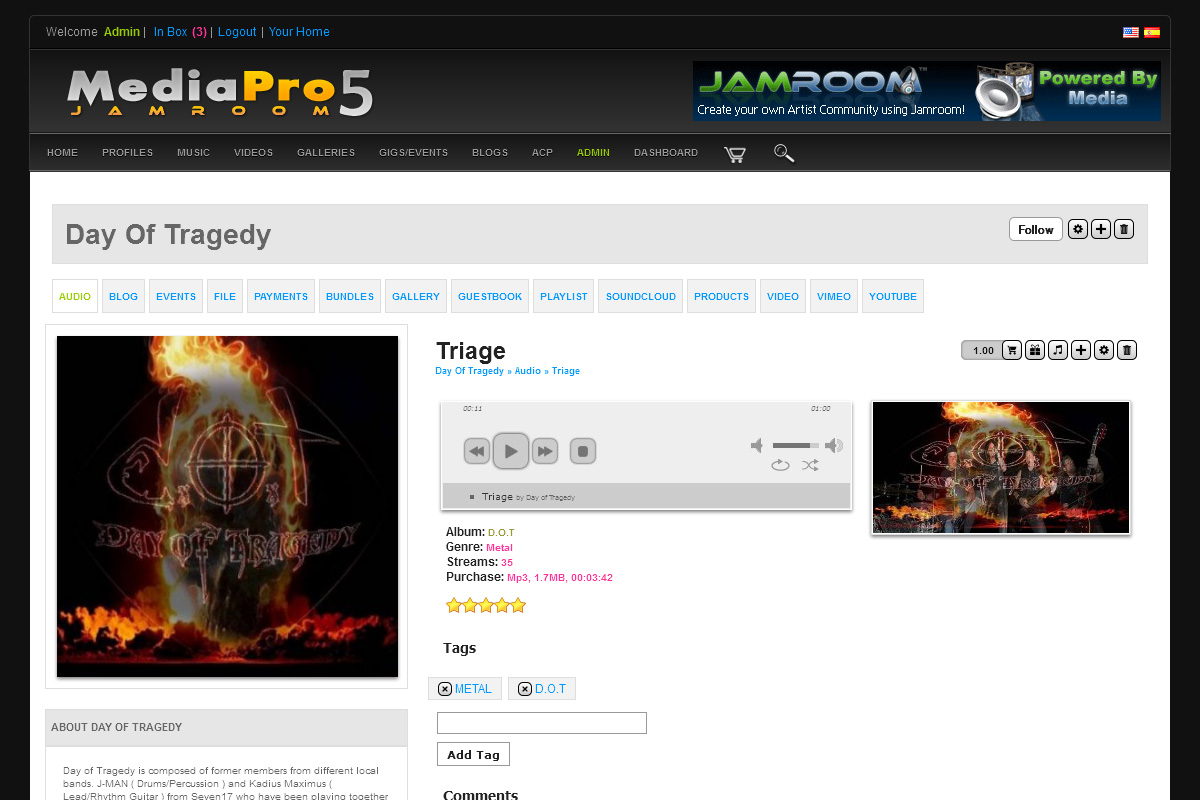 Welcome Admin | In Box (3) | Logout | Your Home
MediaPro5
JAMROOM
JAMROOM™
Create your own Artist Community using Jamroom!
Powered By
Media
HOME PROFILES MUSIC VIDEOS GALLERIES GIGS/EVENTS BLOGS ACP ADMIN DASHBOARD
Day Of Tragedy
Follow
AUDIO BLOG EVENTS FILE PAYMENTS BUNDLES GALLERY GUESTBOOK PLAYLIST SOUNDCLOUD PRODUCTS VIDEO VIMEO YOUTUBE
DAY OF TRAGEDY
Triage
1.00
Day Of Tragedy » Audio » Triage
00:11 01:00
Triage by Day of Tragedy
Album: D.O.T
Genre: Metal
Streams: 35
Purchase: Mp3, 1.7MB, 00:03:42
Tags
METAL D.O.T
Add Tag
Comments
ABOUT DAY OF TRAGEDY
Day of Tragedy is composed of former members from different local
bands. J-MAN ( Drums/Percussion ) and Kadius Maximus (
Lead/Rhythm Guitar ) from Seven17 who have been playing together